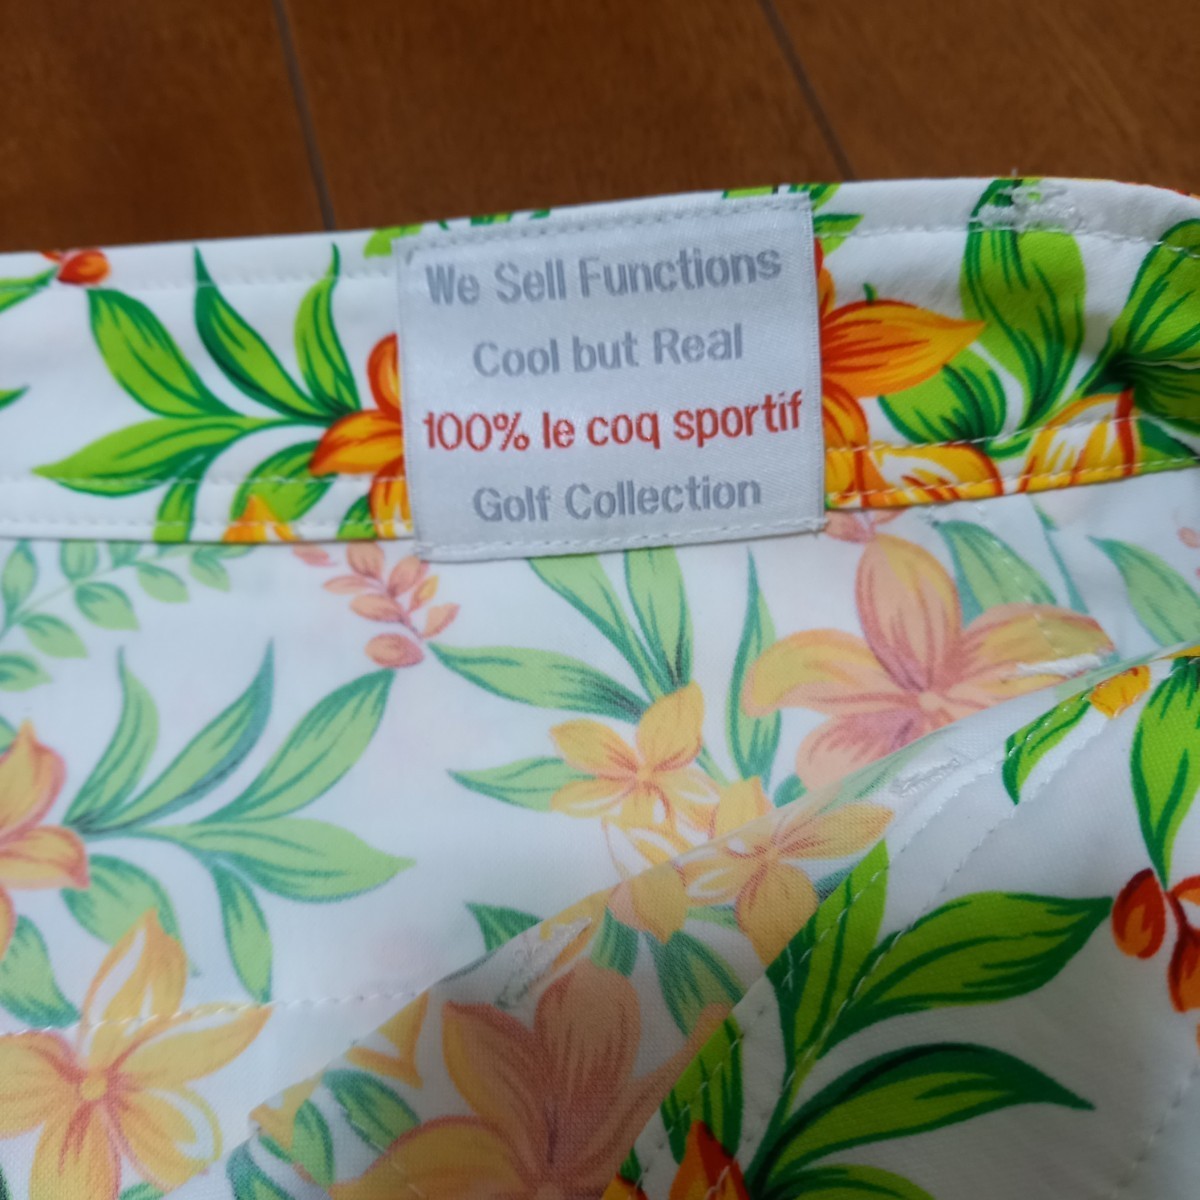 We Sell Functions
Cool but Real
100% le coq sportif
Golf Collection